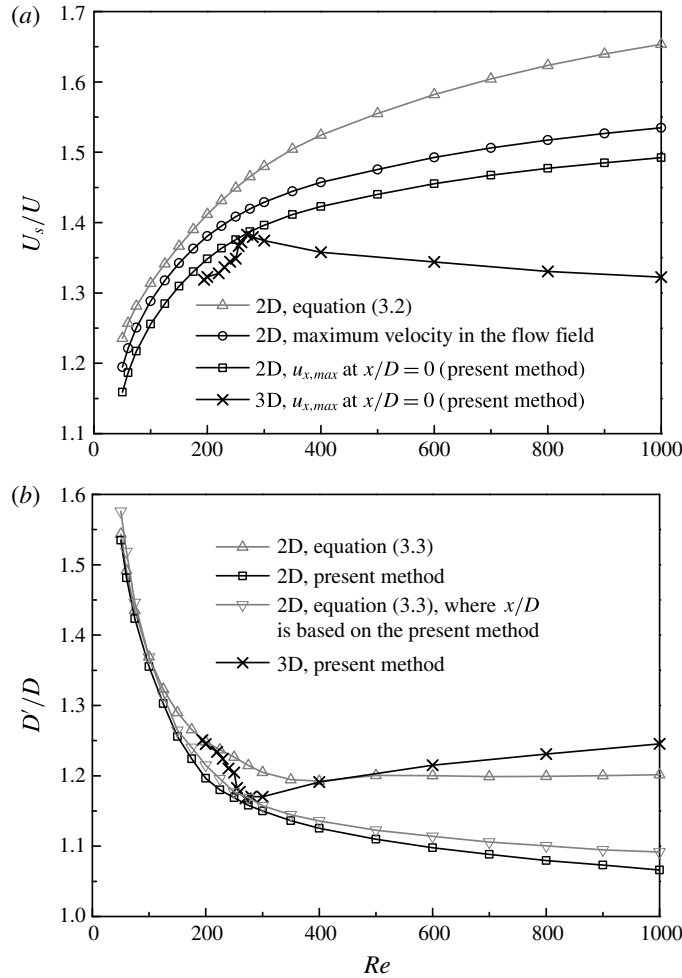 (a)
1.7
1.6
1.5
1.4
1.3
1.2
1.1
U_s/U
2D, equation (3.2)
2D, maximum velocity in the flow field
2D, u_{x,max} at x/D = 0 (present method)
3D, u_{x,max} at x/D = 0 (present method)
0 200 400 600 800 1000
(b)
1.6
1.5
1.4
1.3
1.2
1.1
1.0
D′/D
2D, equation (3.3)
2D, present method
2D, equation (3.3), where x/D
is based on the present method
3D, present method
0 200 400 600 800 1000
Re